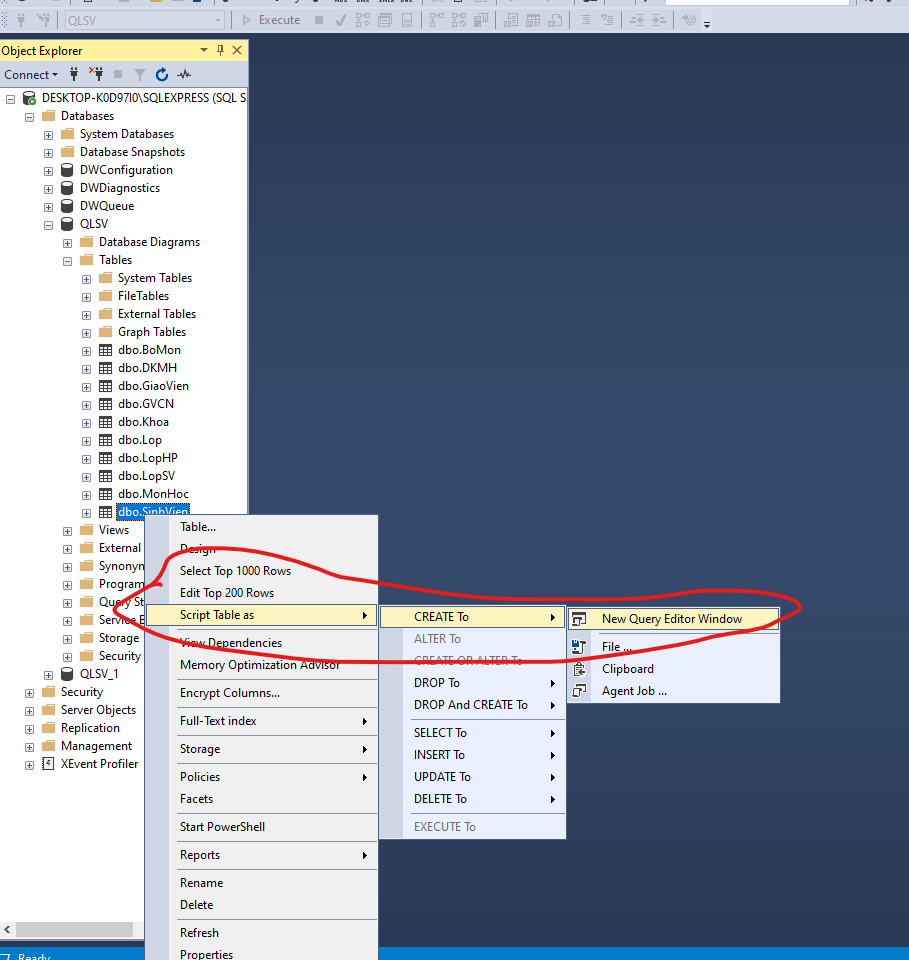 QLSV
Execute
Object Explorer
Connect
DESKTOP-K0D97I0\SQLEXPRESS (SQL S
Databases
System Databases
Database Snapshots
DWConfiguration
DWDiagnostics
DWQueue
QLSV
Database Diagrams
Tables
System Tables
FileTables
External Tables
Graph Tables
dbo.BoMon
dbo.DKMH
dbo.GiaoVien
dbo.GVCN
dbo.Khoa
dbo.Lop
dbo.LopHP
dbo.LopSV
dbo.MonHoc
dbo.SinhVien
Views
External
Synonym
Program
Query St
Service B
Storage
Security
QLSV_1
Security
Server Objects
Replication
Management
XEvent Profiler
Table...
Design
Select Top 1000 Rows
Edit Top 200 Rows
Script Table as
View Dependencies
Memory Optimization Advisor
Encrypt Columns...
Full-Text index
Storage
Policies
Facets
Start PowerShell
Reports
Rename
Delete
Refresh
Properties
CREATE To
ALTER To
CREATE OR ALTER To
DROP To
DROP And CREATE To
SELECT To
INSERT To
UPDATE To
DELETE To
EXECUTE To
New Query Editor Window
File ...
Clipboard
Agent Job ...
Ready